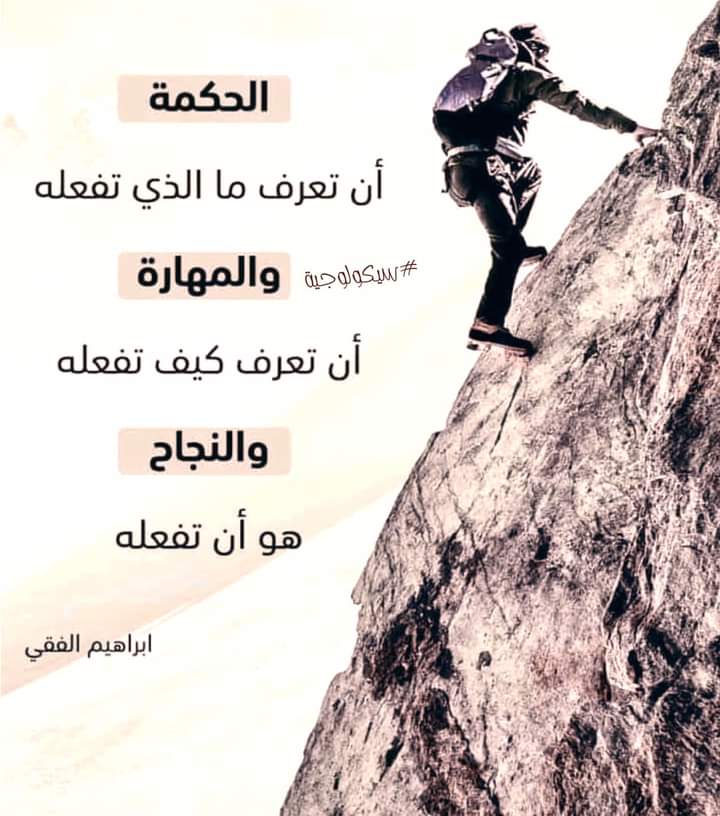 الحكمة
أن تعرف ما الذي تفعله
والمهارة
#سيكولوجية
أن تعرف كيف تفعله
والنجاح
هو أن تفعله
ابراهيم الفقي